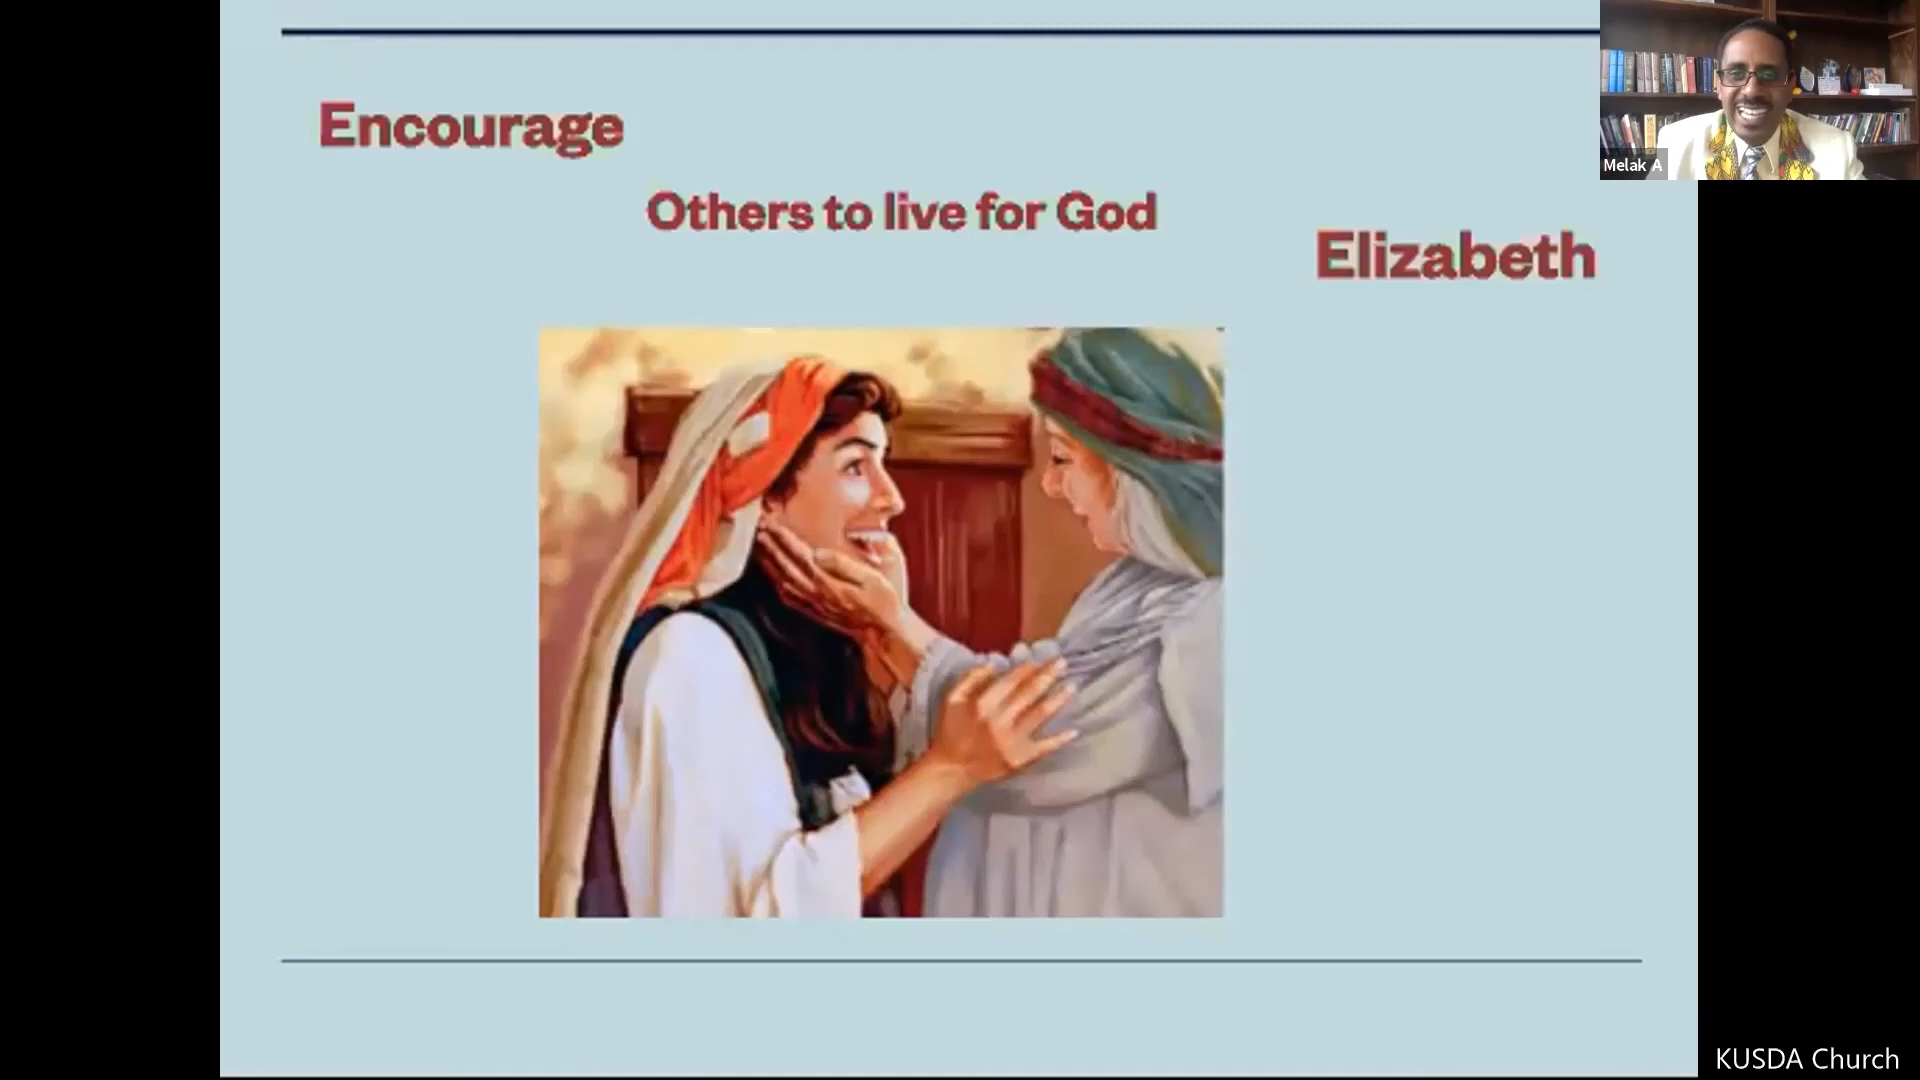 Encourage
Others to live for God
Elizabeth
Melak A
KUSDA Church